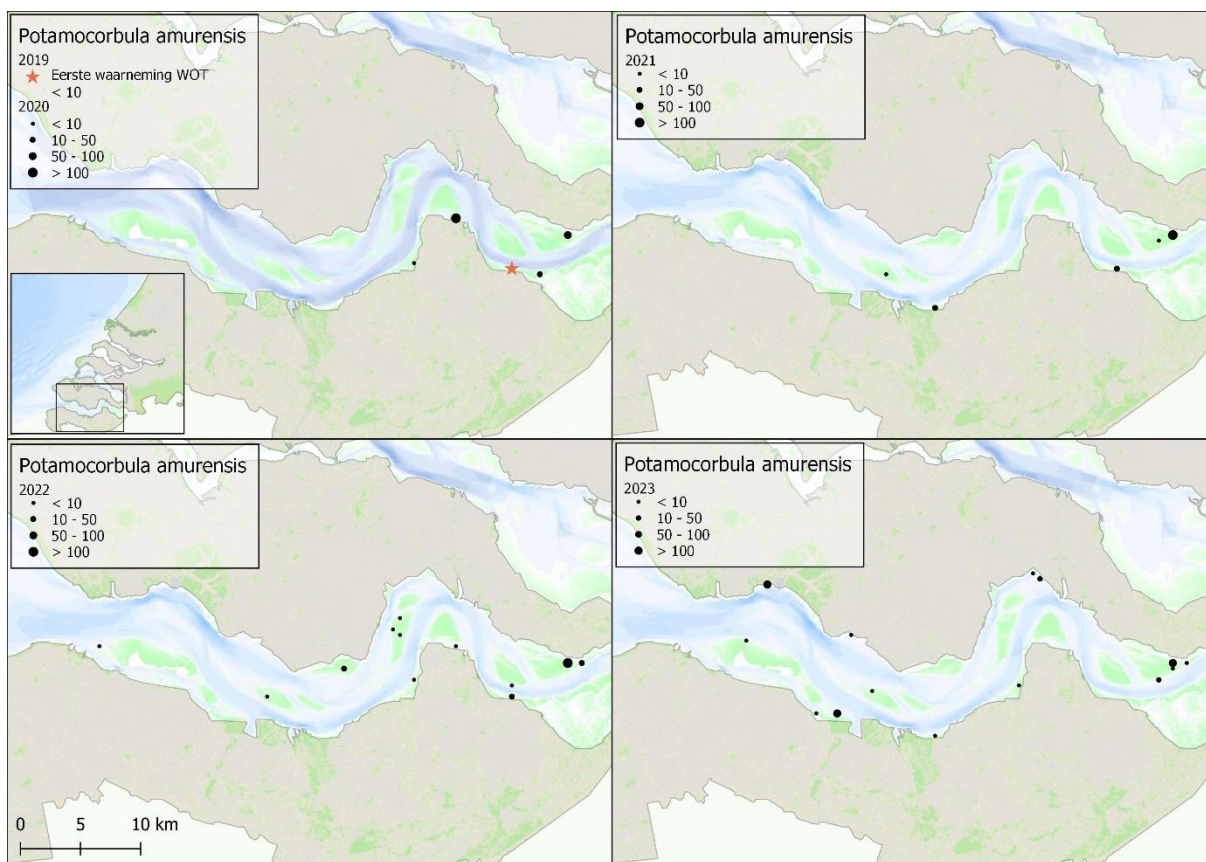 Potamocorbula amurensis
2019
Eerste waarneming WOT
< 10
2020
< 10
10 - 50
50 - 100
> 100
Potamocorbula amurensis
2021
< 10
10 - 50
50 - 100
> 100
Potamocorbula amurensis
2022
< 10
10 - 50
50 - 100
> 100
0 5 10 km
Potamocorbula amurensis
2023
< 10
10 - 50
50 - 100
> 100